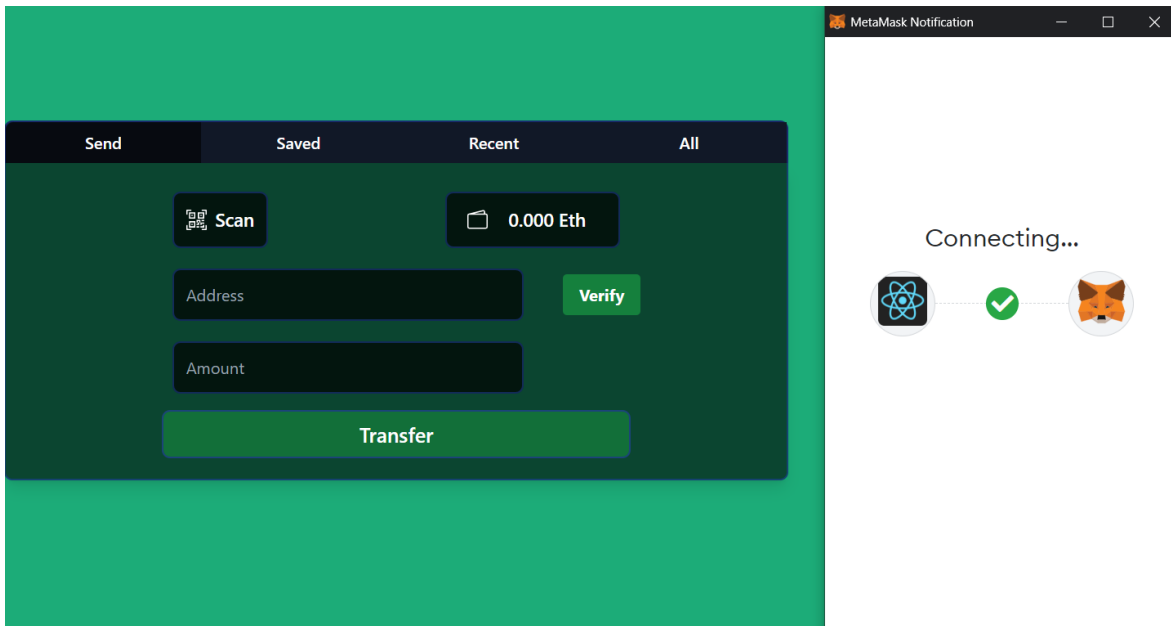 MetaMask Notification
Send Saved Recent All
Scan
0.000 Eth
Address
Verify
Amount
Transfer
Connecting...